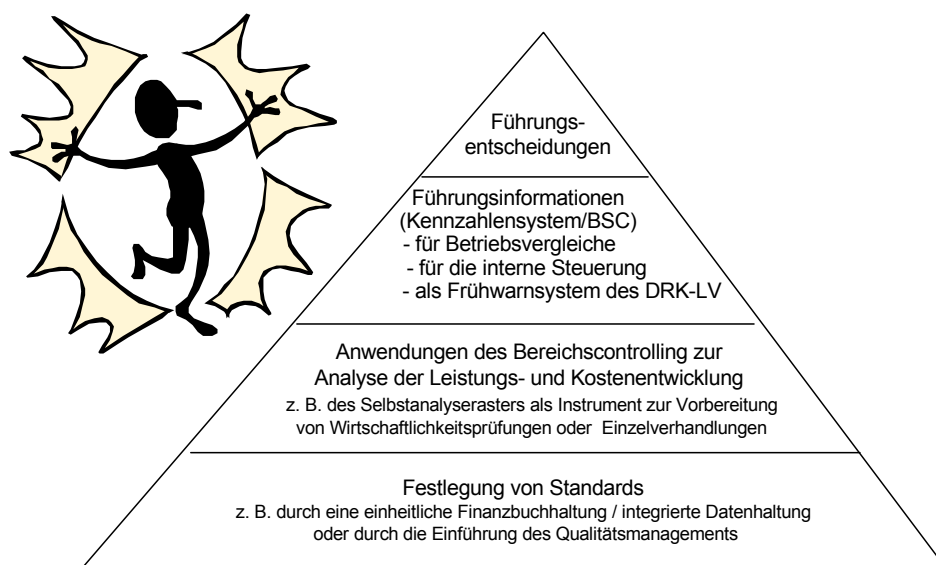 Führungs-
entscheidungen
Führungsinformationen
(Kennzahlensystem/BSC)
- für Betriebsvergleiche
- für die interne Steuerung
- als Frühwarnsystem des DRK-LV
Anwendungen des Bereichscontrolling zur
Analyse der Leistungs- und Kostenentwicklung
z. B. des Selbstanalyserasters als Instrument zur Vorbereitung
von Wirtschaftlichkeitsprüfungen oder Einzelverhandlungen
Festlegung von Standards
z. B. durch eine einheitliche Finanzbuchhaltung / integrierte Datenhaltung
oder durch die Einführung des Qualitätsmanagements